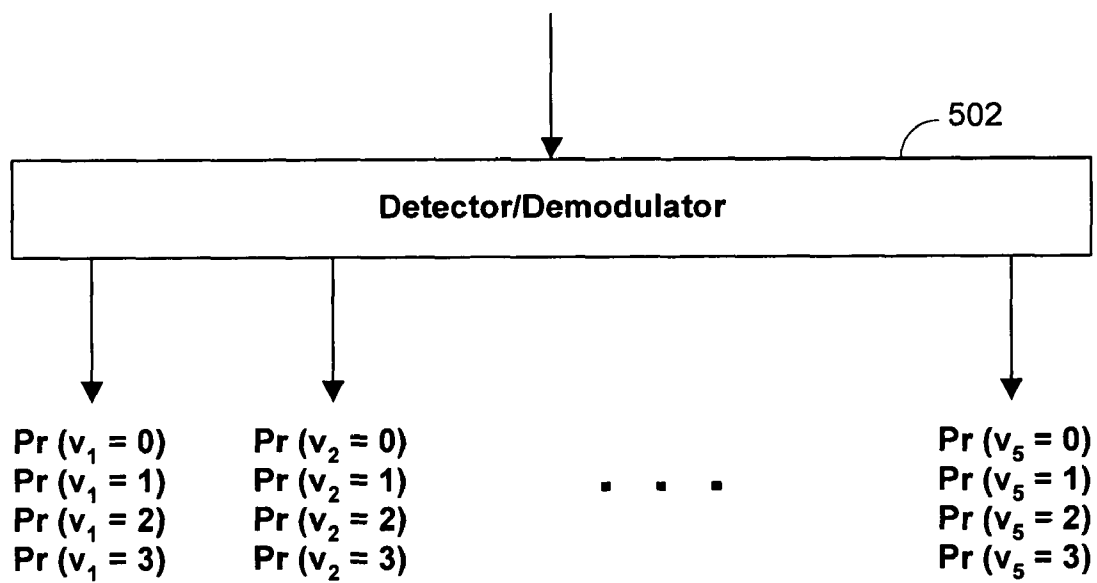 502
Detector/Demodulator
Pr (v₁ = 0) Pr (v₂ = 0) Pr (v₅ = 0)
Pr (v₁ = 1) Pr (v₂ = 1) . . . Pr (v₅ = 1)
Pr (v₁ = 2) Pr (v₂ = 2) Pr (v₅ = 2)
Pr (v₁ = 3) Pr (v₂ = 3) Pr (v₅ = 3)